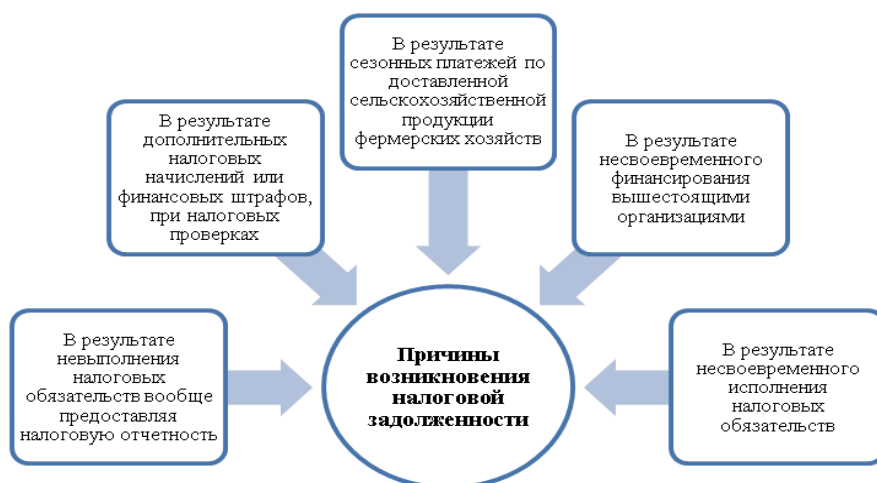 В результате
сезонных платежей по
доставленной
сельскохозяйственной
продукции
фермерских хозяйств
В результате
дополнительных
налоговых
начислений или
финансовых штрафов,
при налоговых
проверках
В результате
несвоевременного
финансирования
вышестоящими
организациями
В результате
невыполнения
налоговых
обязательств вообще
предоставляя
налоговую отчетность
Причины
возникновения
налоговой
задолженности
В результате
несвоевременного
исполнения
налоговых
обязательств